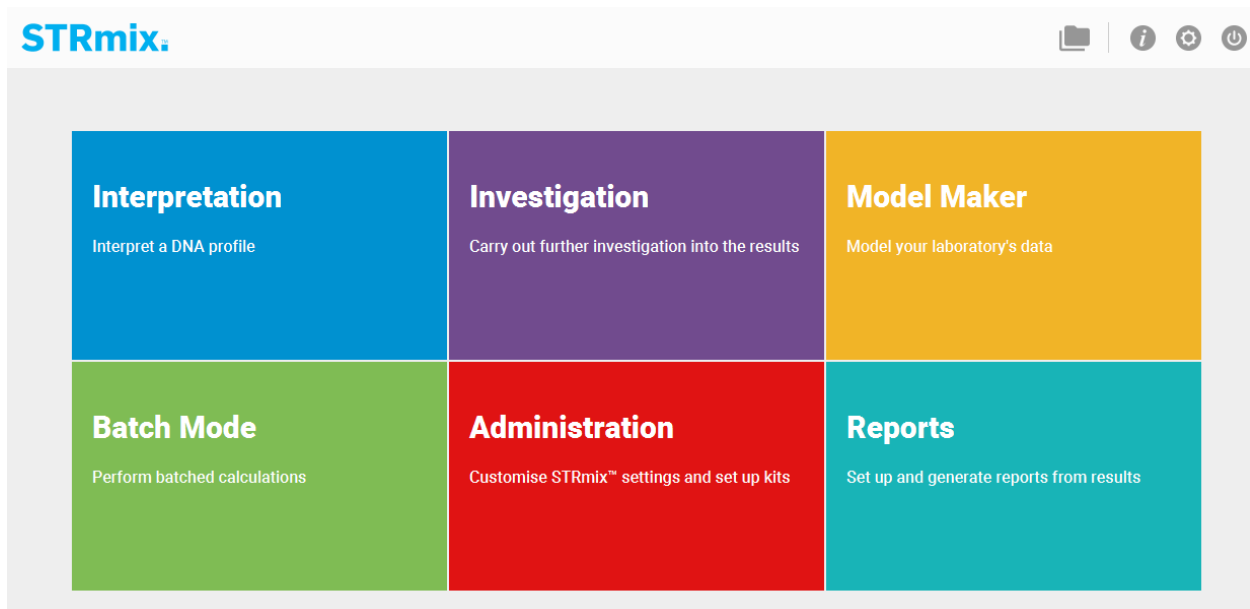 STRmix™
Interpretation
Interpret a DNA profile
Investigation
Carry out further investigation into the results
Model Maker
Model your laboratory's data
Batch Mode
Perform batched calculations
Administration
Customise STRmix™ settings and set up kits
Reports
Set up and generate reports from results